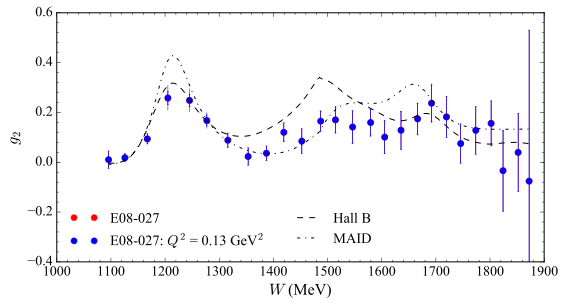 0.6
0.4
0.2
0.0
−0.2
−0.4
g₂
E08-027
E08-027: Q² = 0.13 GeV²
Hall B
MAID
1000 1100 1200 1300 1400 1500 1600 1700 1800 1900
W (MeV)